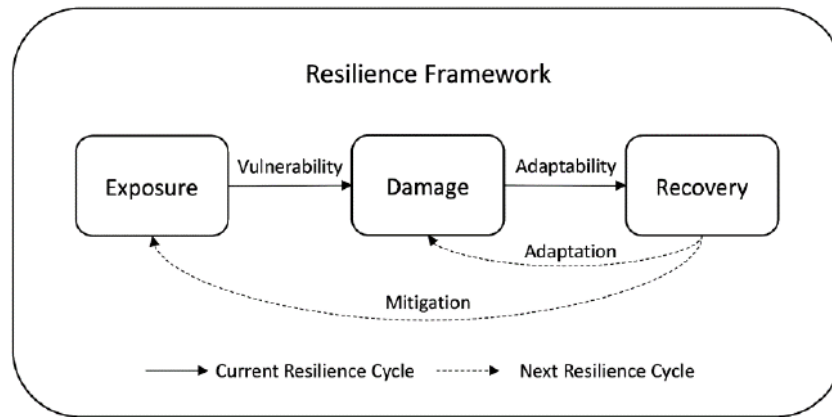 Resilience Framework
Vulnerability
Adaptability
Exposure
Damage
Recovery
Adaptation
Mitigation
Current Resilience Cycle
Next Resilience Cycle